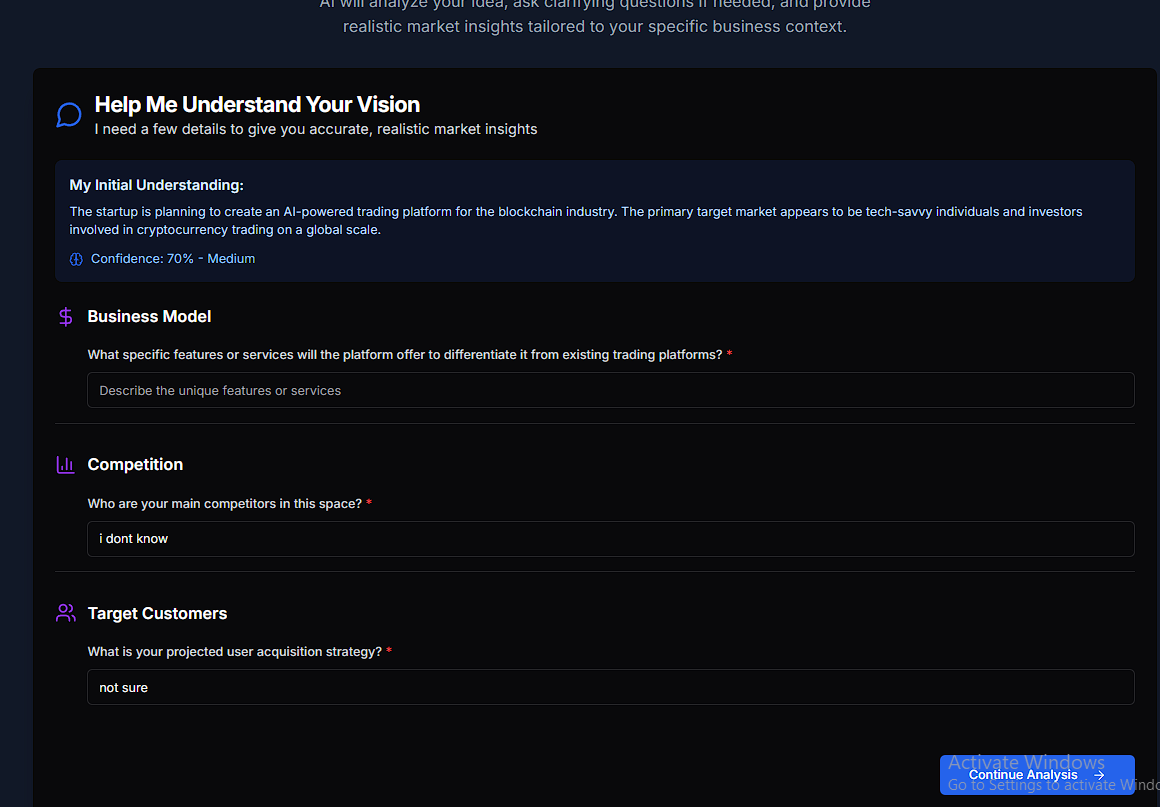 AI will analyze your idea, ask clarifying questions if needed, and provide
realistic market insights tailored to your specific business context.
Help Me Understand Your Vision
I need a few details to give you accurate, realistic market insights
My Initial Understanding:
The startup is planning to create an AI-powered trading platform for the blockchain industry. The primary target market appears to be tech-savvy individuals and investors
involved in cryptocurrency trading on a global scale.
Confidence: 70% - Medium
Business Model
What specific features or services will the platform offer to differentiate it from existing trading platforms? *
Describe the unique features or services
Competition
Who are your main competitors in this space? *
i dont know
Target Customers
What is your projected user acquisition strategy? *
not sure
Activate Windows
Continue Analysis →
Go to Settings to activate Windo